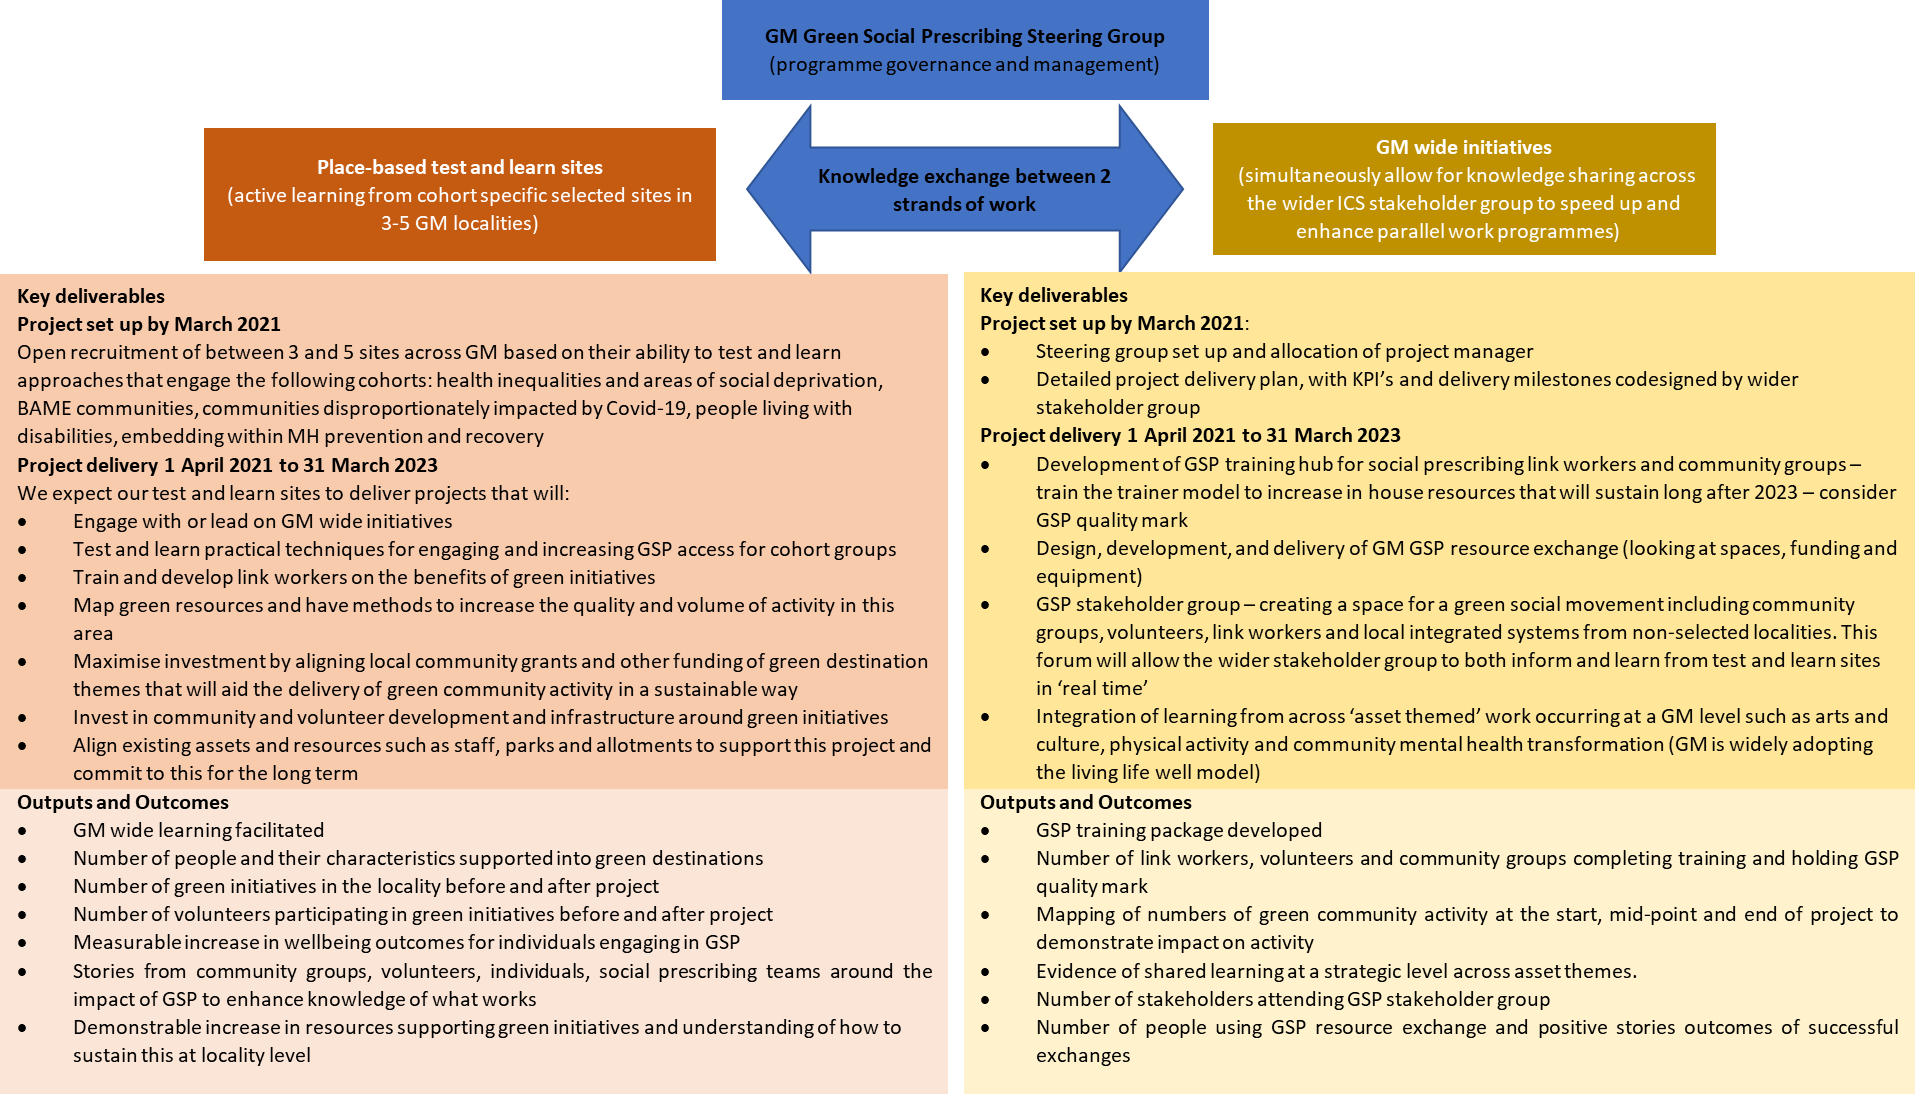 GM Green Social Prescribing Steering Group
(programme governance and management)
Place-based test and learn sites
(active learning from cohort specific selected sites in
3-5 GM localities)
Knowledge exchange between 2
strands of work
GM wide initiatives
(simultaneously allow for knowledge sharing across
the wider ICS stakeholder group to speed up and
enhance parallel work programmes)
Key deliverables
Project set up by March 2021
Open recruitment of between 3 and 5 sites across GM based on their ability to test and learn
approaches that engage the following cohorts: health inequalities and areas of social deprivation,
BAME communities, communities disproportionately impacted by Covid-19, people living with
disabilities, embedding within MH prevention and recovery
Project delivery 1 April 2021 to 31 March 2023
We expect our test and learn sites to deliver projects that will:
● Engage with or lead on GM wide initiatives
● Test and learn practical techniques for engaging and increasing GSP access for cohort groups
● Train and develop link workers on the benefits of green initiatives
● Map green resources and have methods to increase the quality and volume of activity in this
area
● Maximise investment by aligning local community grants and other funding of green destination
themes that will aid the delivery of green community activity in a sustainable way
● Invest in community and volunteer development and infrastructure around green initiatives
● Align existing assets and resources such as staff, parks and allotments to support this project and
commit to this for the long term
Outputs and Outcomes
● GM wide learning facilitated
● Number of people and their characteristics supported into green destinations
● Number of green initiatives in the locality before and after project
● Number of volunteers participating in green initiatives before and after project
● Measurable increase in wellbeing outcomes for individuals engaging in GSP
● Stories from community groups, volunteers, individuals, social prescribing teams around the
impact of GSP to enhance knowledge of what works
● Demonstrable increase in resources supporting green initiatives and understanding of how to
sustain this at locality level
Key deliverables
Project set up by March 2021:
● Steering group set up and allocation of project manager
● Detailed project delivery plan, with KPI's and delivery milestones codesigned by wider
stakeholder group
Project delivery 1 April 2021 to 31 March 2023
● Development of GSP training hub for social prescribing link workers and community groups –
train the trainer model to increase in house resources that will sustain long after 2023 – consider
GSP quality mark
● Design, development, and delivery of GM GSP resource exchange (looking at spaces, funding and
equipment)
● GSP stakeholder group – creating a space for a green social movement including community
groups, volunteers, link workers and local integrated systems from non-selected localities. This
forum will allow the wider stakeholder group to both inform and learn from test and learn sites
in ‘real time’
● Integration of learning from across ‘asset themed’ work occurring at a GM level such as arts and
culture, physical activity and community mental health transformation (GM is widely adopting
the living life well model)
Outputs and Outcomes
● GSP training package developed
● Number of link workers, volunteers and community groups completing training and holding GSP
quality mark
● Mapping of numbers of green community activity at the start, mid-point and end of project to
demonstrate impact on activity
● Evidence of shared learning at a strategic level across asset themes.
● Number of stakeholders attending GSP stakeholder group
● Number of people using GSP resource exchange and positive stories outcomes of successful
exchanges